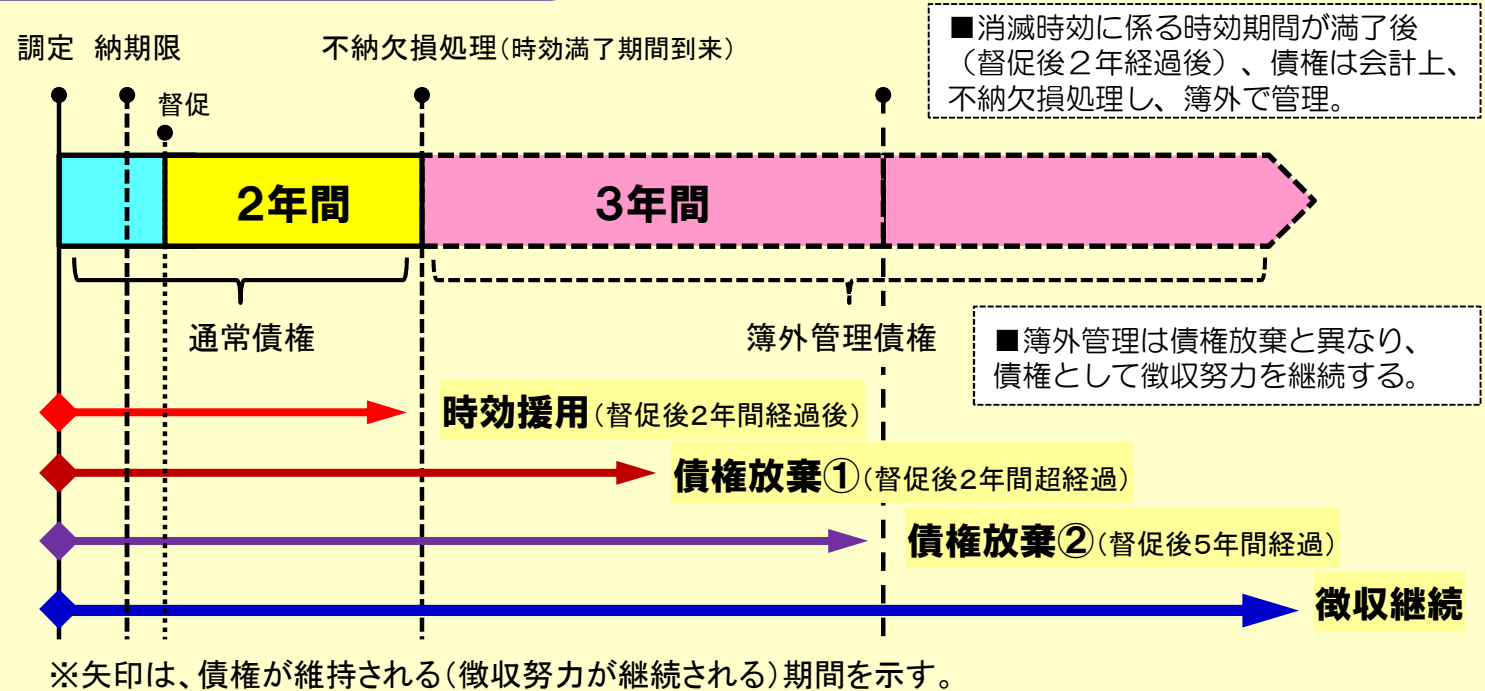 調定 納期限
不納欠損処理(時効満了期間到来)
督促
■消滅時効に係る時効期間が満了後
(督促後２年経過後)、債権は会計上、
不納欠損処理し、簿外で管理。
2年間
3年間
通常債権
簿外管理債権
■簿外管理は債権放棄と異なり、
債権として徴収努力を継続する。
時効援用(督促後2年間経過後)
債権放棄①(督促後2年間超経過)
債権放棄②(督促後5年間経過)
徴収継続
※矢印は、債権が維持される(徴収努力が継続される)期間を示す。